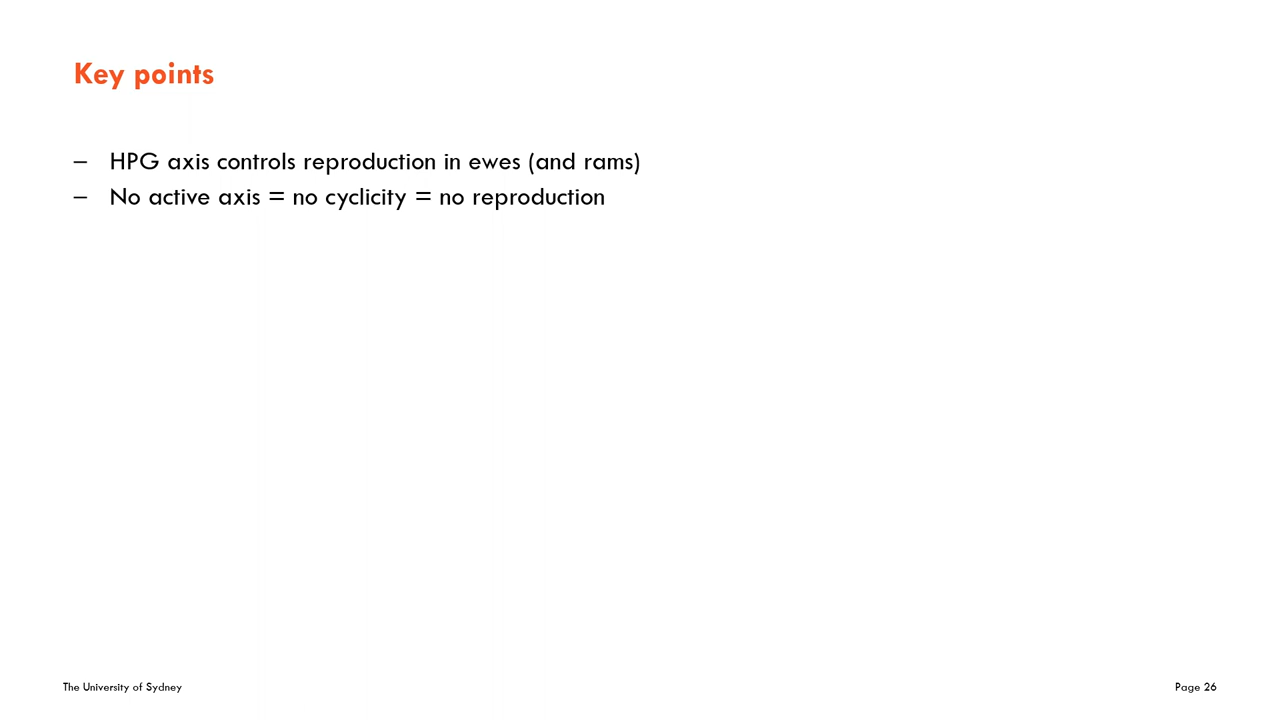 Key points
– HPG axis controls reproduction in ewes (and rams)
– No active axis = no cyclicity = no reproduction
The University of Sydney
Page 26